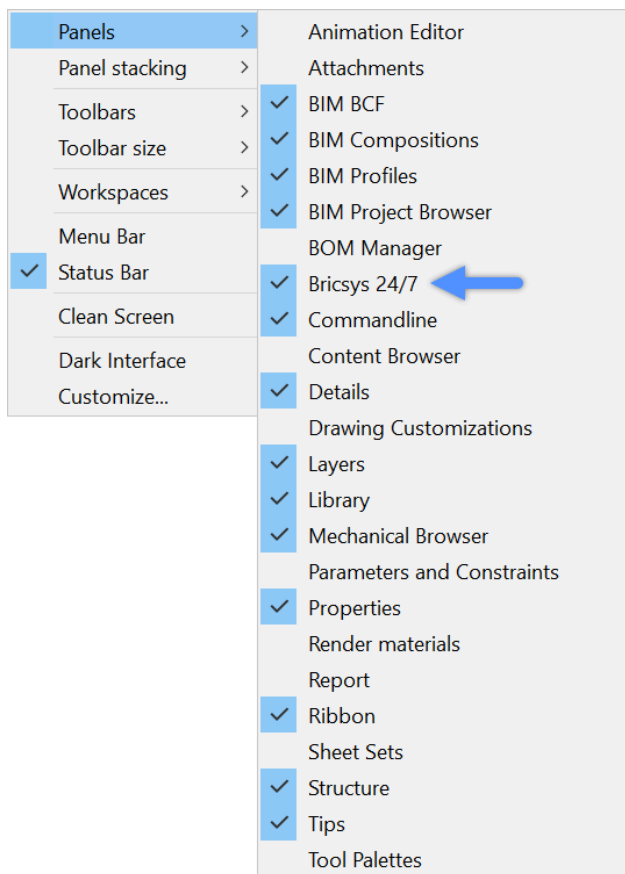 Panels
Panel stacking
Toolbars
Toolbar size
Workspaces
Menu Bar
Status Bar
Clean Screen
Dark Interface
Customize...
Animation Editor
Attachments
BIM BCF
BIM Compositions
BIM Profiles
BIM Project Browser
BOM Manager
Bricsys 24/7
Commandline
Content Browser
Details
Drawing Customizations
Layers
Library
Mechanical Browser
Parameters and Constraints
Properties
Render materials
Report
Ribbon
Sheet Sets
Structure
Tips
Tool Palettes